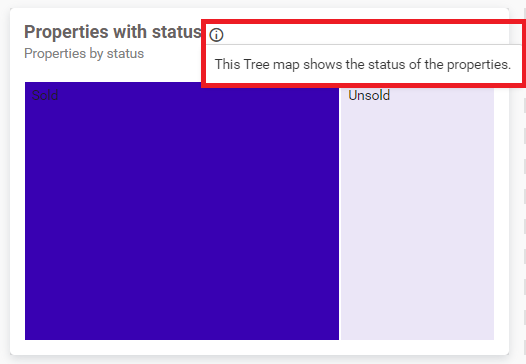 Properties with status
Properties by status
This Tree map shows the status of the properties.
Sold
Unsold